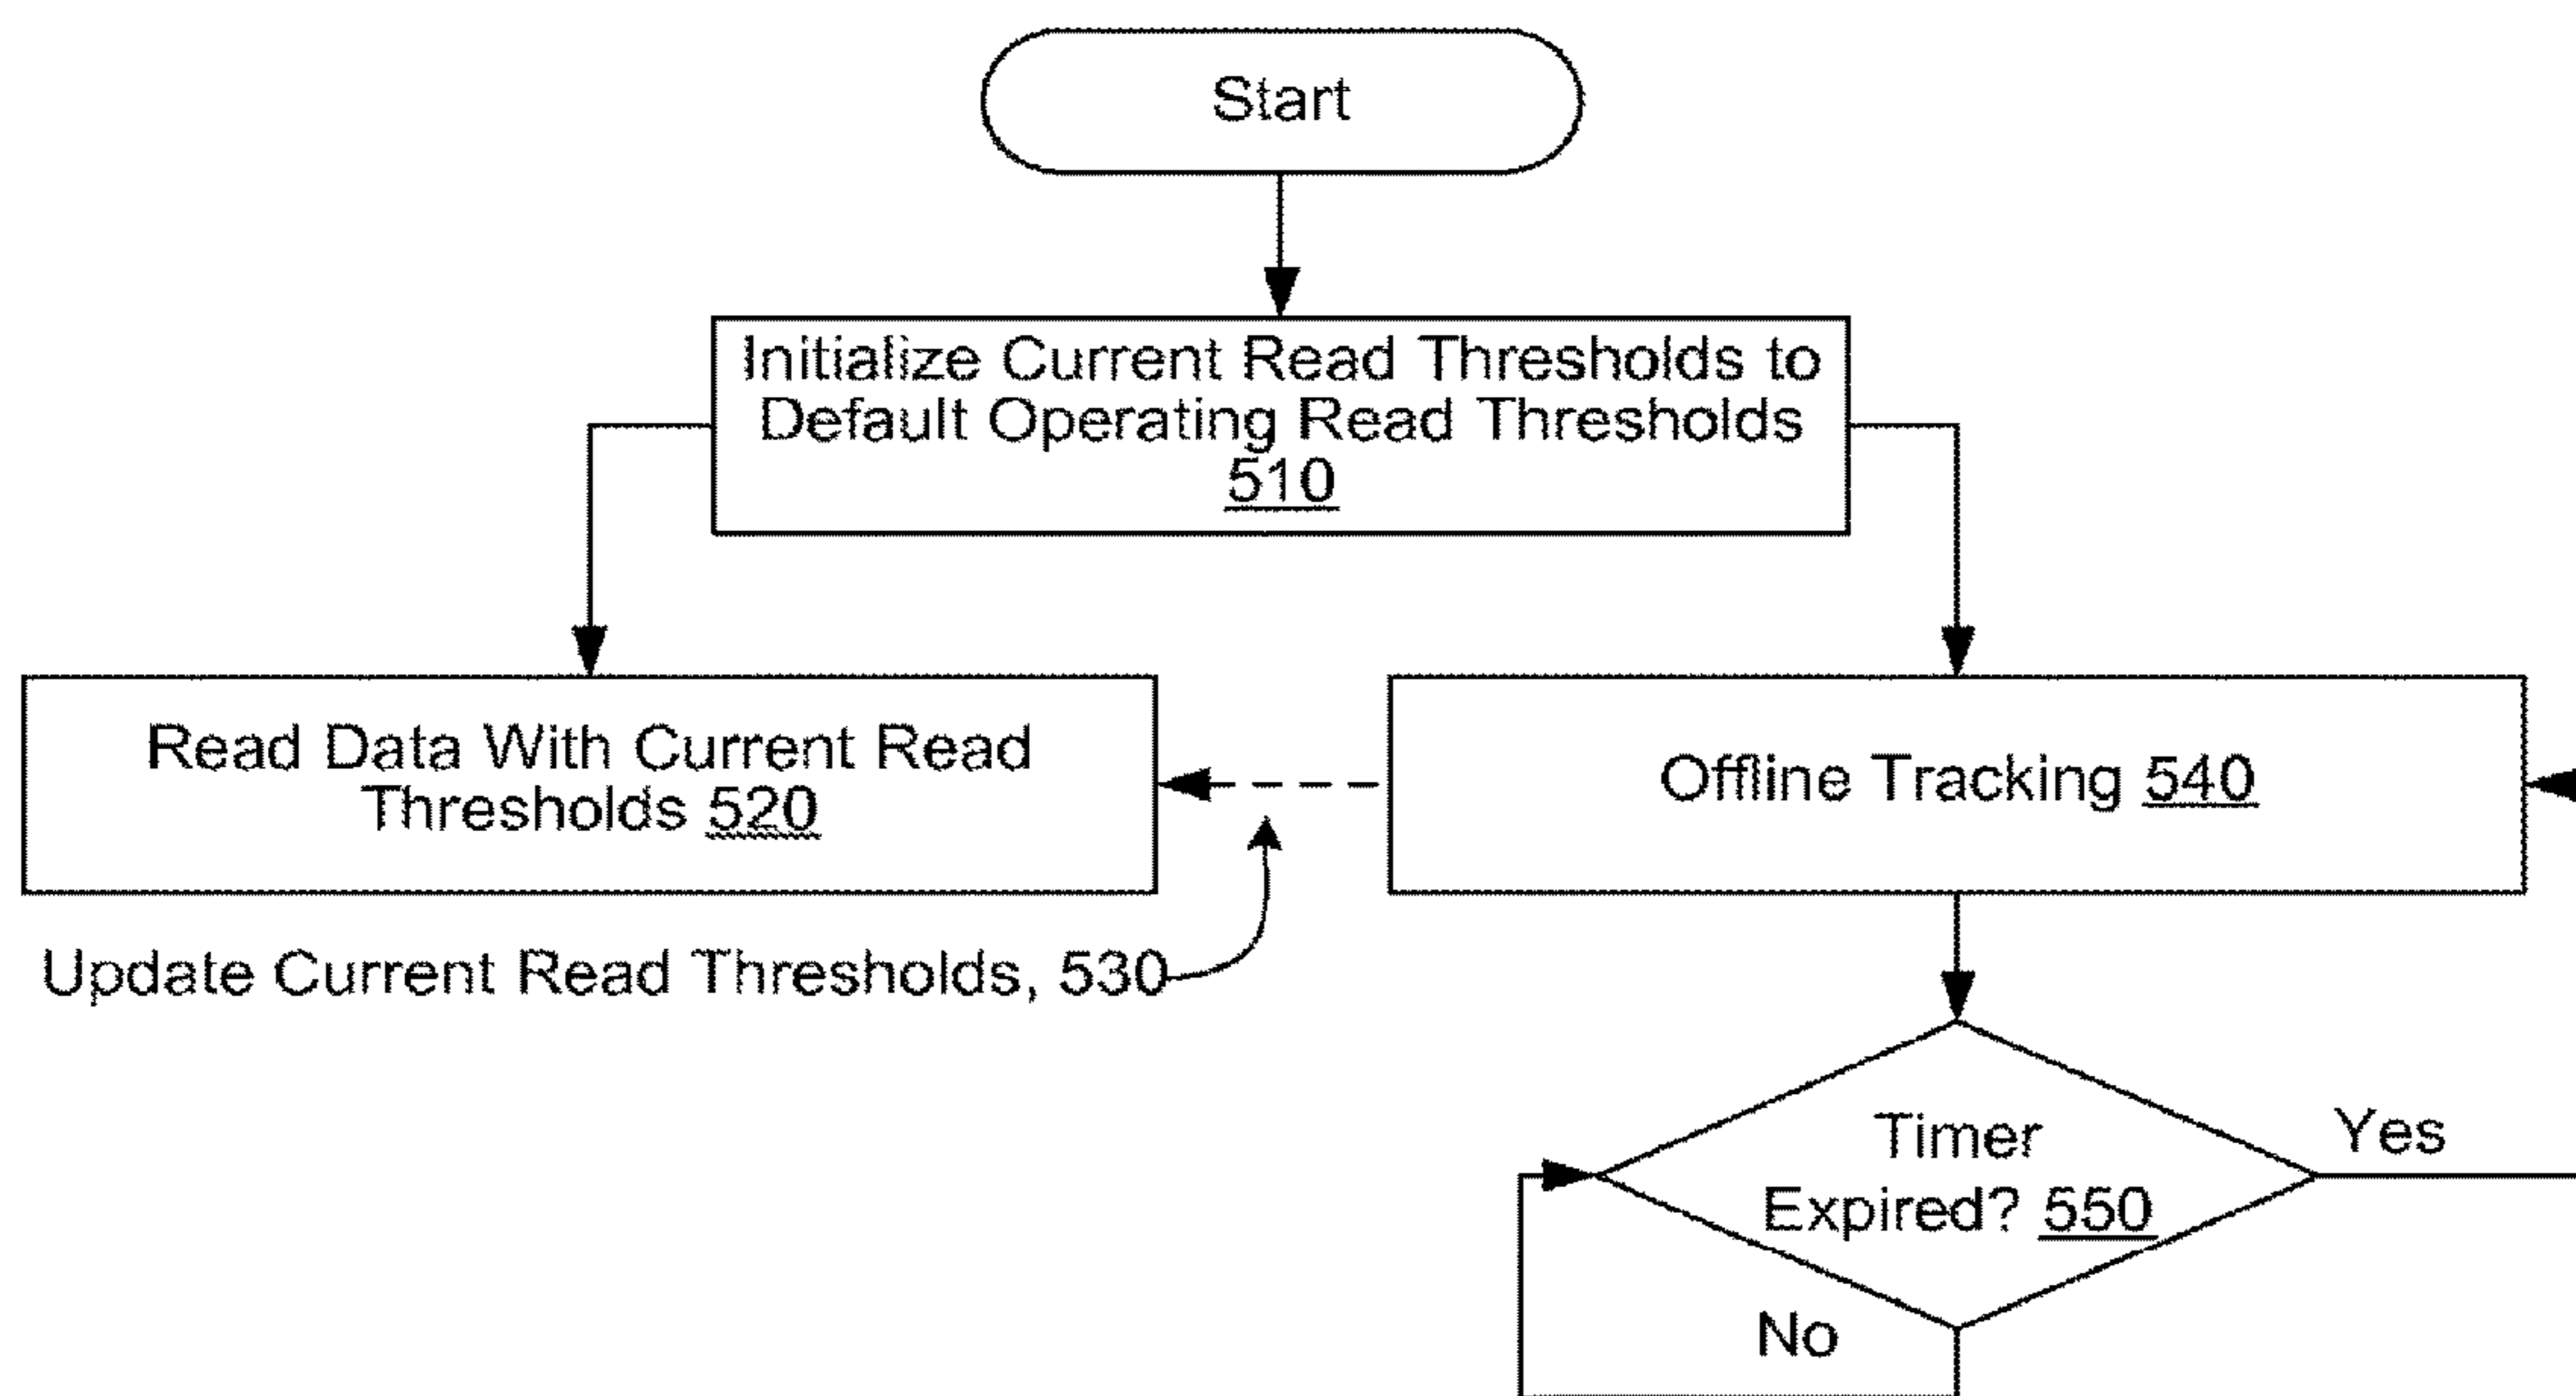 Start
Initialize Current Read Thresholds to
Default Operating Read Thresholds
510
Read Data With Current Read
Thresholds 520
Offline Tracking 540
Update Current Read Thresholds, 530
Timer
Expired? 550
Yes
No